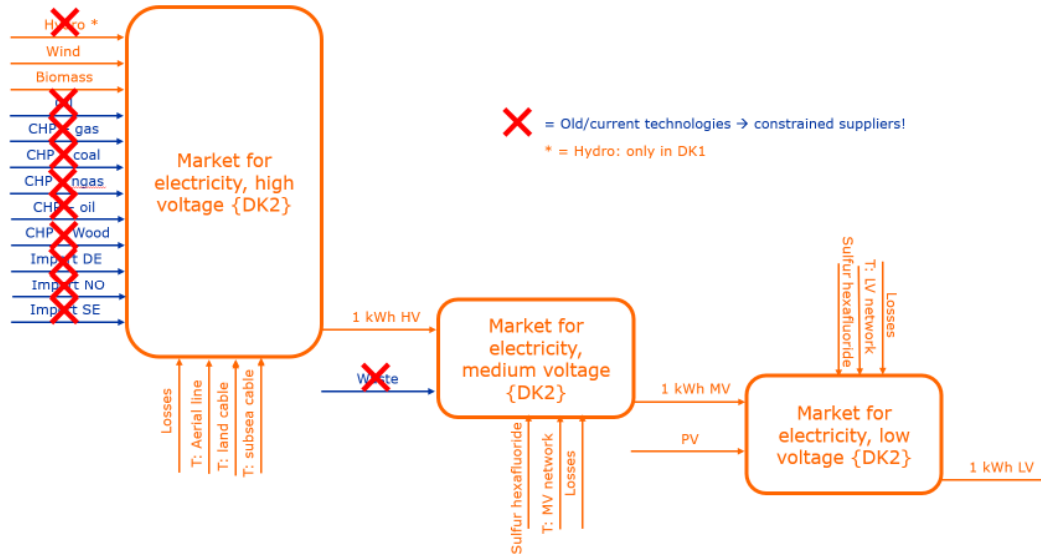 Hydro *
Wind
Biomass
Oil
CHP - gas
CHP - coal
CHP - ngas
CHP - oil
CHP - Wood
Import DE
Import NO
Import SE
Market for
electricity, high
voltage {DK2}
= Old/current technologies → constrained suppliers!
* = Hydro: only in DK1
Losses
T: Aerial line
T: land cable
T: subsea cable
1 kWh HV
Waste
Market for
electricity,
medium voltage
{DK2}
Sulfur hexafluoride
T: MV network
Losses
1 kWh MV
PV
Sulfur hexafluoride
T: LV network
Losses
Market for
electricity, low
voltage {DK2}
1 kWh LV